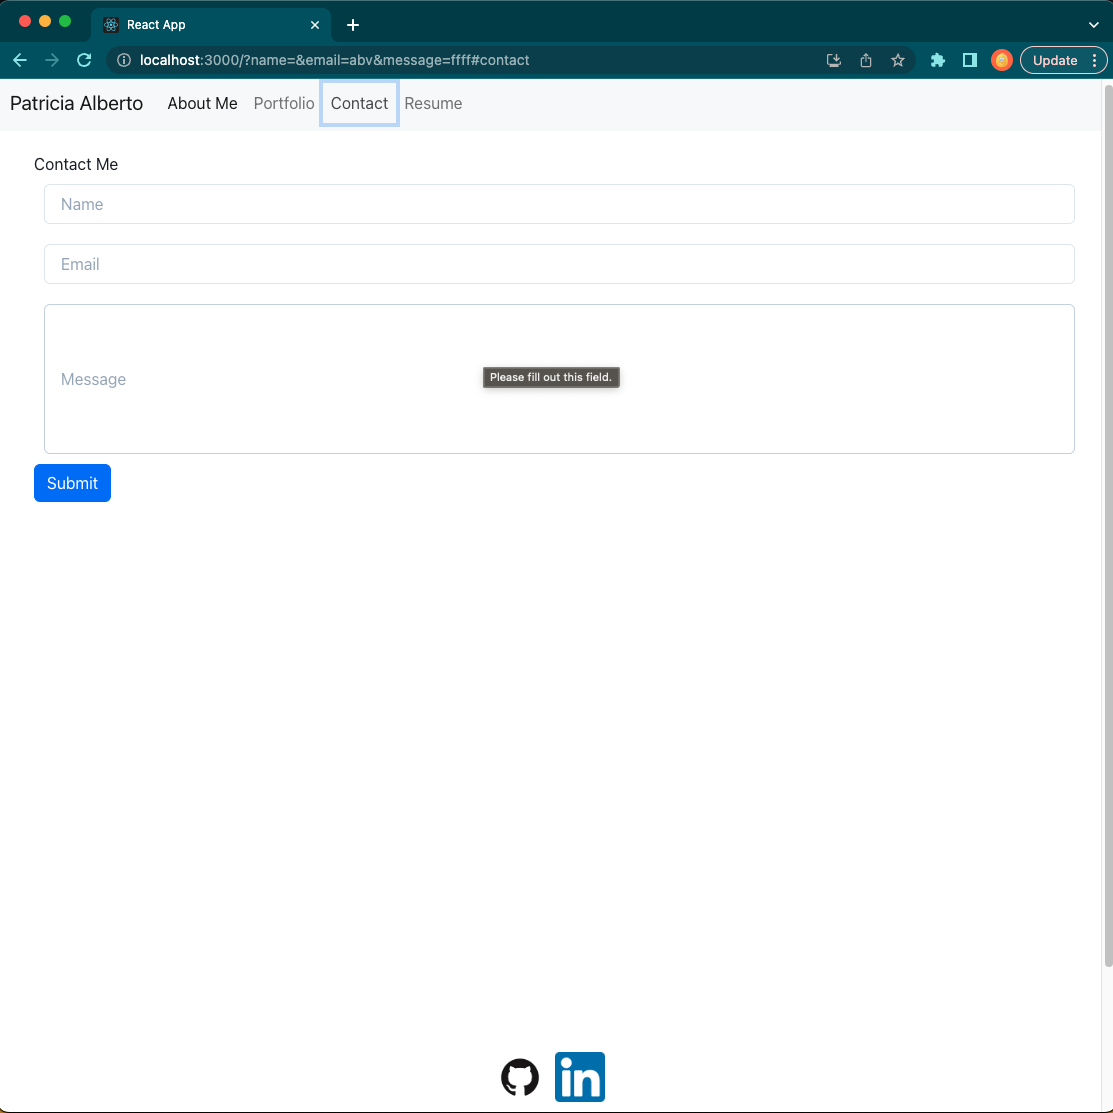 React App
localhost:3000/?name=&email=abv&message=ffff#contact
Update
Patricia Alberto About Me Portfolio Contact Resume
Contact Me
Name
Email
Message
Please fill out this field.
Submit
in